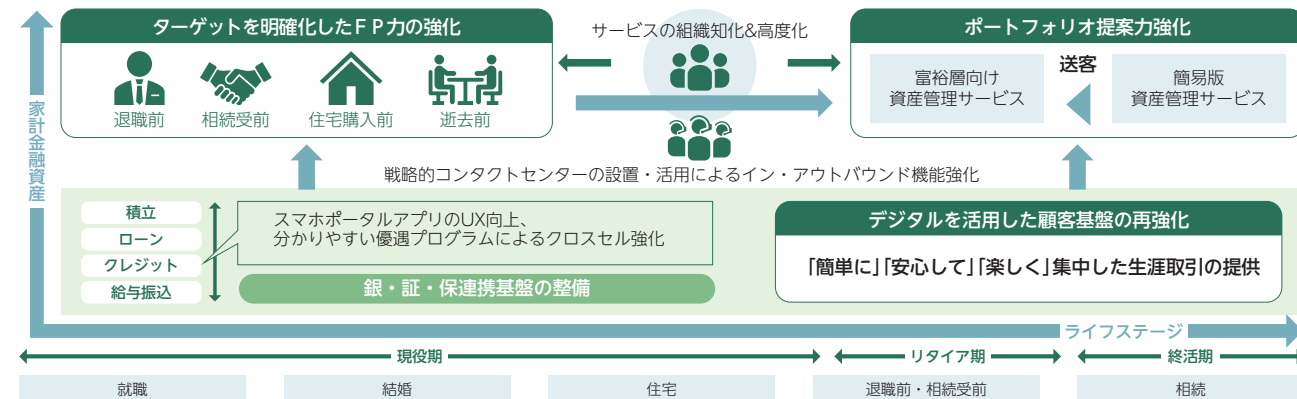 ターゲットを明確化したFP力の強化
退職前
相続受前
住宅購入前
逝去前
サービスの組織知化&高度化
ポートフォリオ提案力強化
富裕層向け
資産管理サービス
送客
簡易版
資産管理サービス
家計金融資産
戦略的コンタクトセンターの設置・活用によるイン・アウトバウンド機能強化
積立
ローン
クレジット
給与振込
スマホポータルアプリのUX向上、
分かりやすい優遇プログラムによるクロスセル強化
銀・証・保連携基盤の整備
デジタルを活用した顧客基盤の再強化
「簡単に」「安心して」「楽しく」集中した生涯取引の提供
ライフステージ
現役期
リタイア期
終活期
就職
結婚
住宅
退職前・相続受前
相続